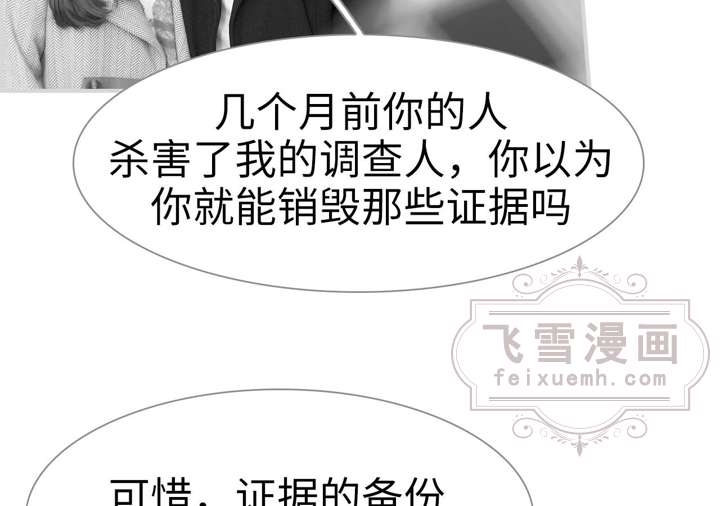 几个月前你的人
杀害了我的调查人，你以为
你就能销毁那些证据吗
飞雪漫画
feixuemh.com
可惜，证据的备份